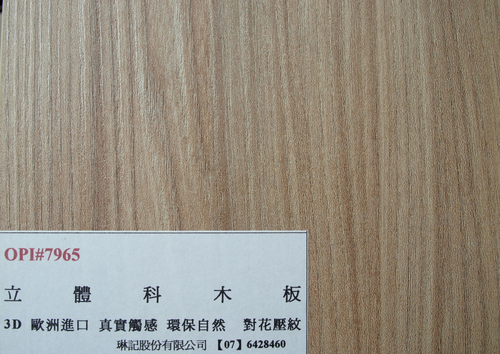 OPI#7965
立體科木板
3D 歐洲進口 真實觸感 環保自然 對花壓紋
琳記股份有限公司 【07】6428460